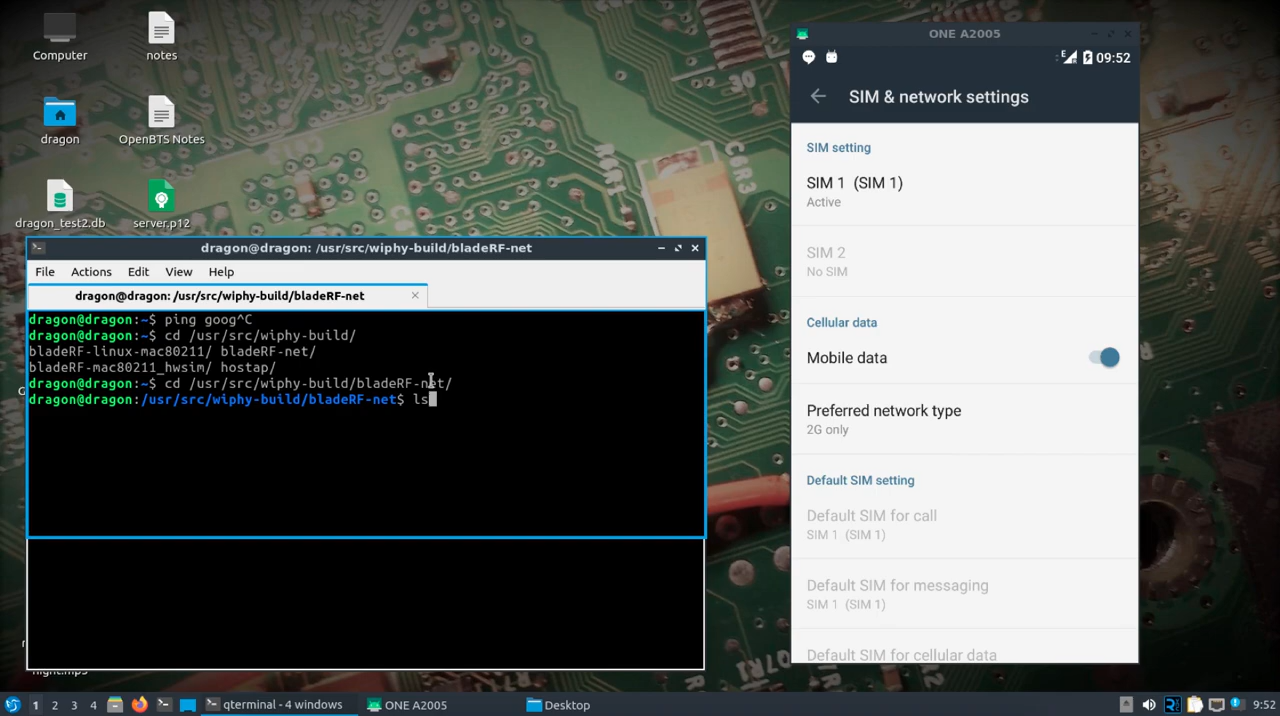 Computer
notes
dragon
OpenBTS Notes
dragon_test2.db
server.p12
dragon@dragon: /usr/src/wiphy-build/bladeRF-net
File Actions Edit View Help
dragon@dragon: /usr/src/wiphy-build/bladeRF-net
dragon@dragon:~$ ping goog^C
dragon@dragon:~$ cd /usr/src/wiphy-build/
bladeRF-linux-mac80211/ bladeRF-net/
bladeRF-mac80211_hwsim/ hostap/
dragon@dragon:~$ cd /usr/src/wiphy-build/bladeRF-net/
dragon@dragon:/usr/src/wiphy-build/bladeRF-net$ ls
ONE A2005
E 09:52
SIM & network settings
SIM setting
SIM 1 (SIM 1)
Active
SIM 2
No SIM
Cellular data
Mobile data
Preferred network type
2G only
Default SIM setting
Default SIM for call
SIM 1 (SIM 1)
Default SIM for messaging
SIM 1 (SIM 1)
Default SIM for cellular data
1 2 3 4 qterminal - 4 windows ONE A2005 Desktop 9:52